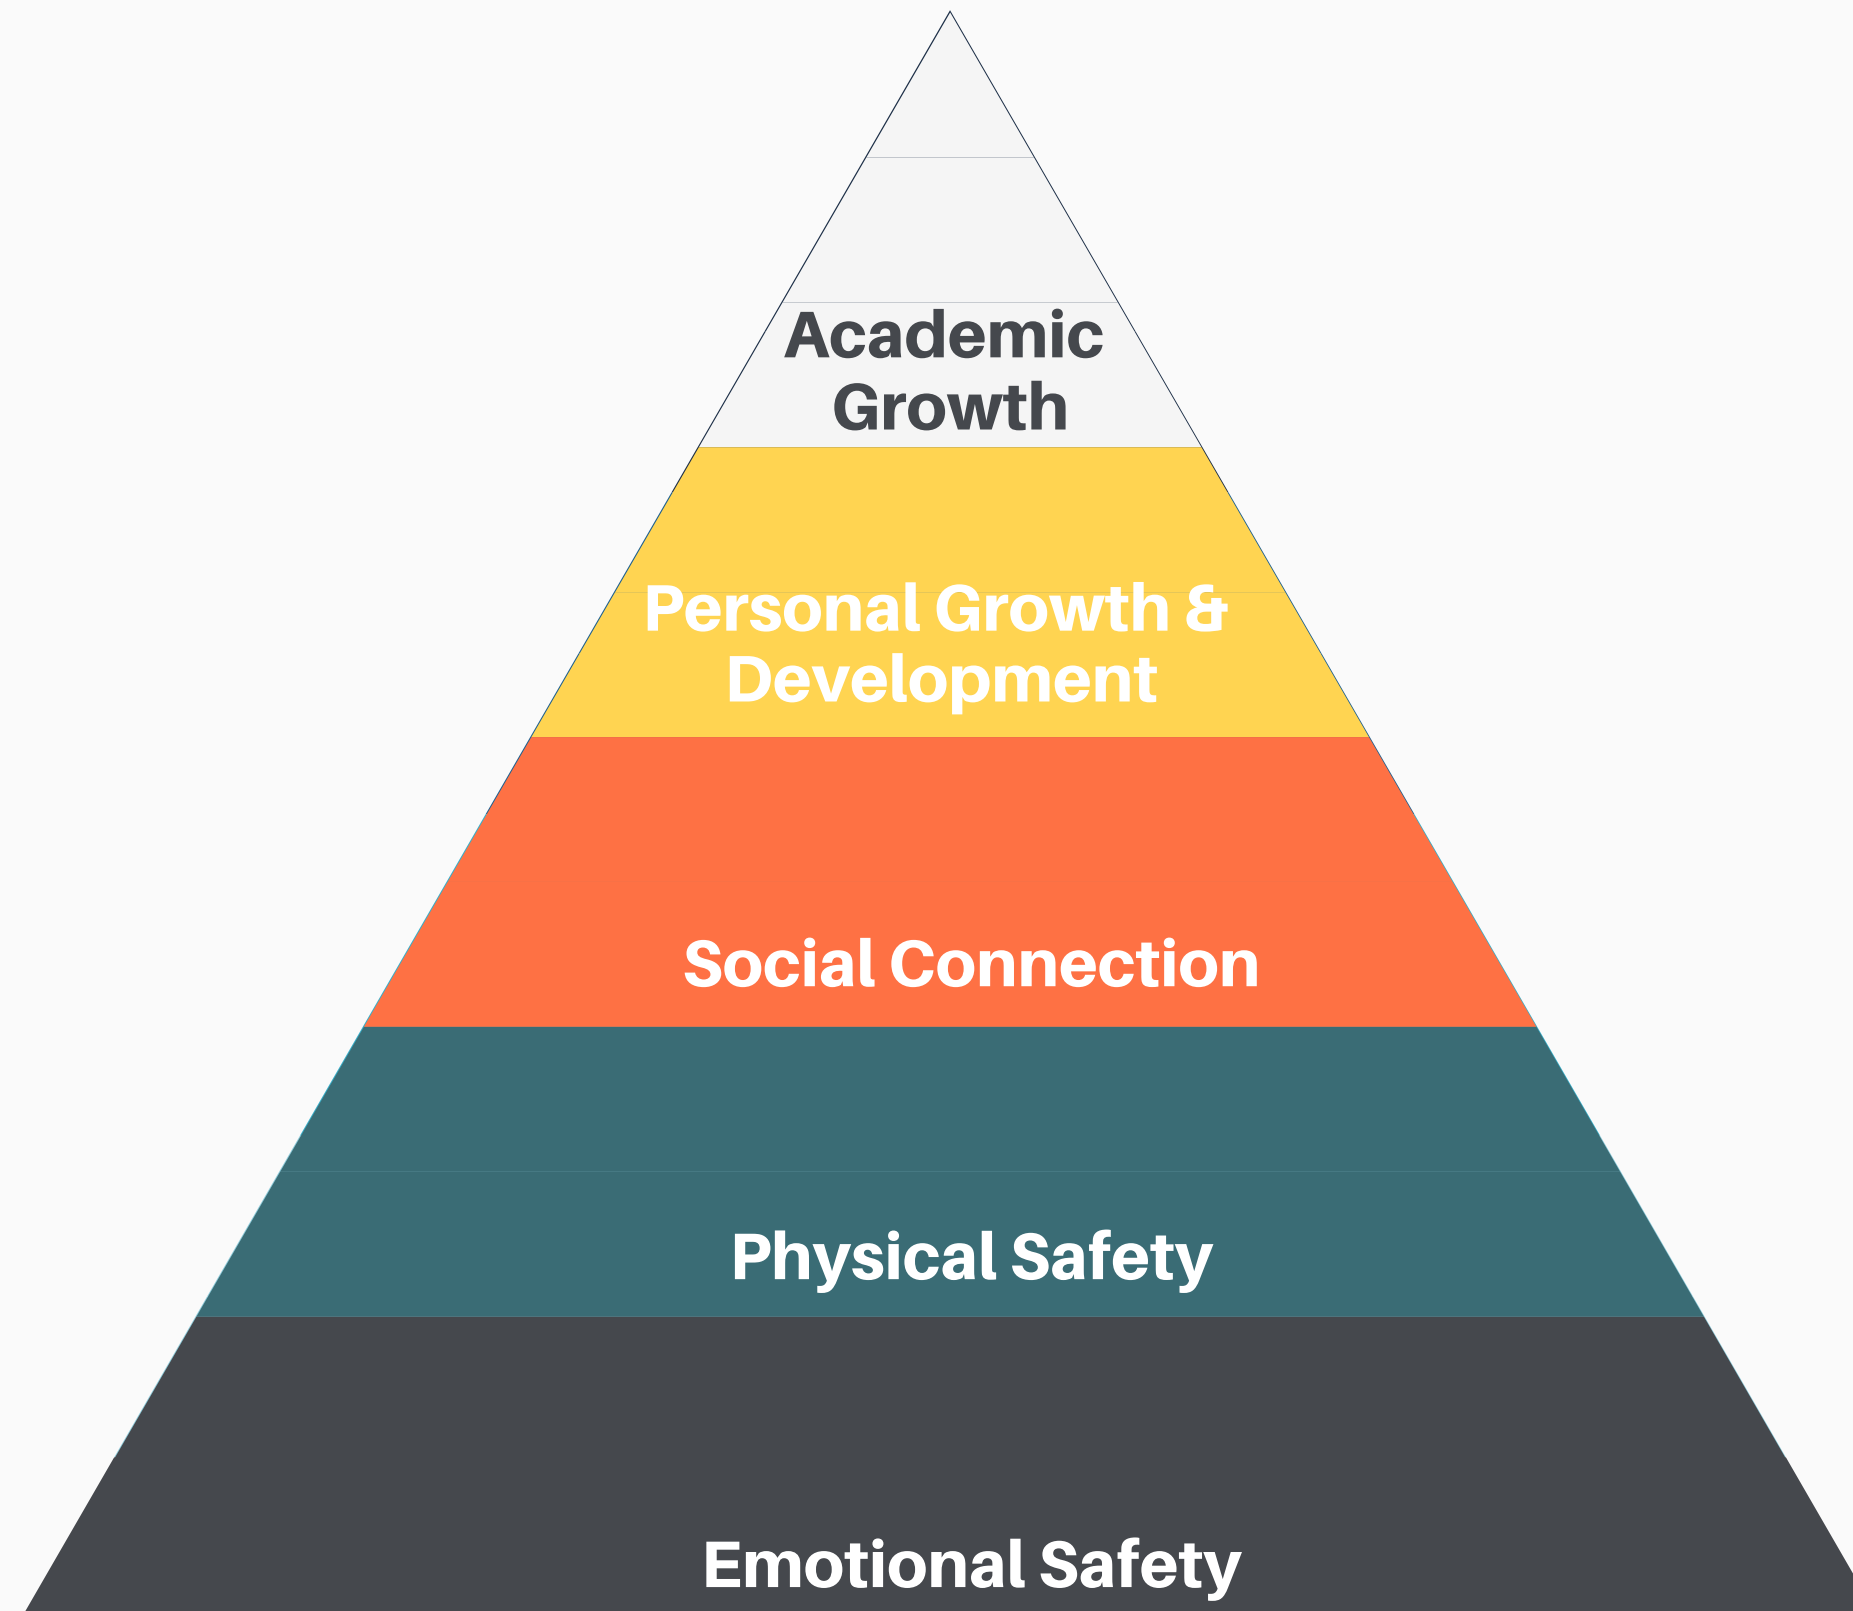 Academic
Growth
Personal Growth &
Development
Social Connection
Physical Safety
Emotional Safety